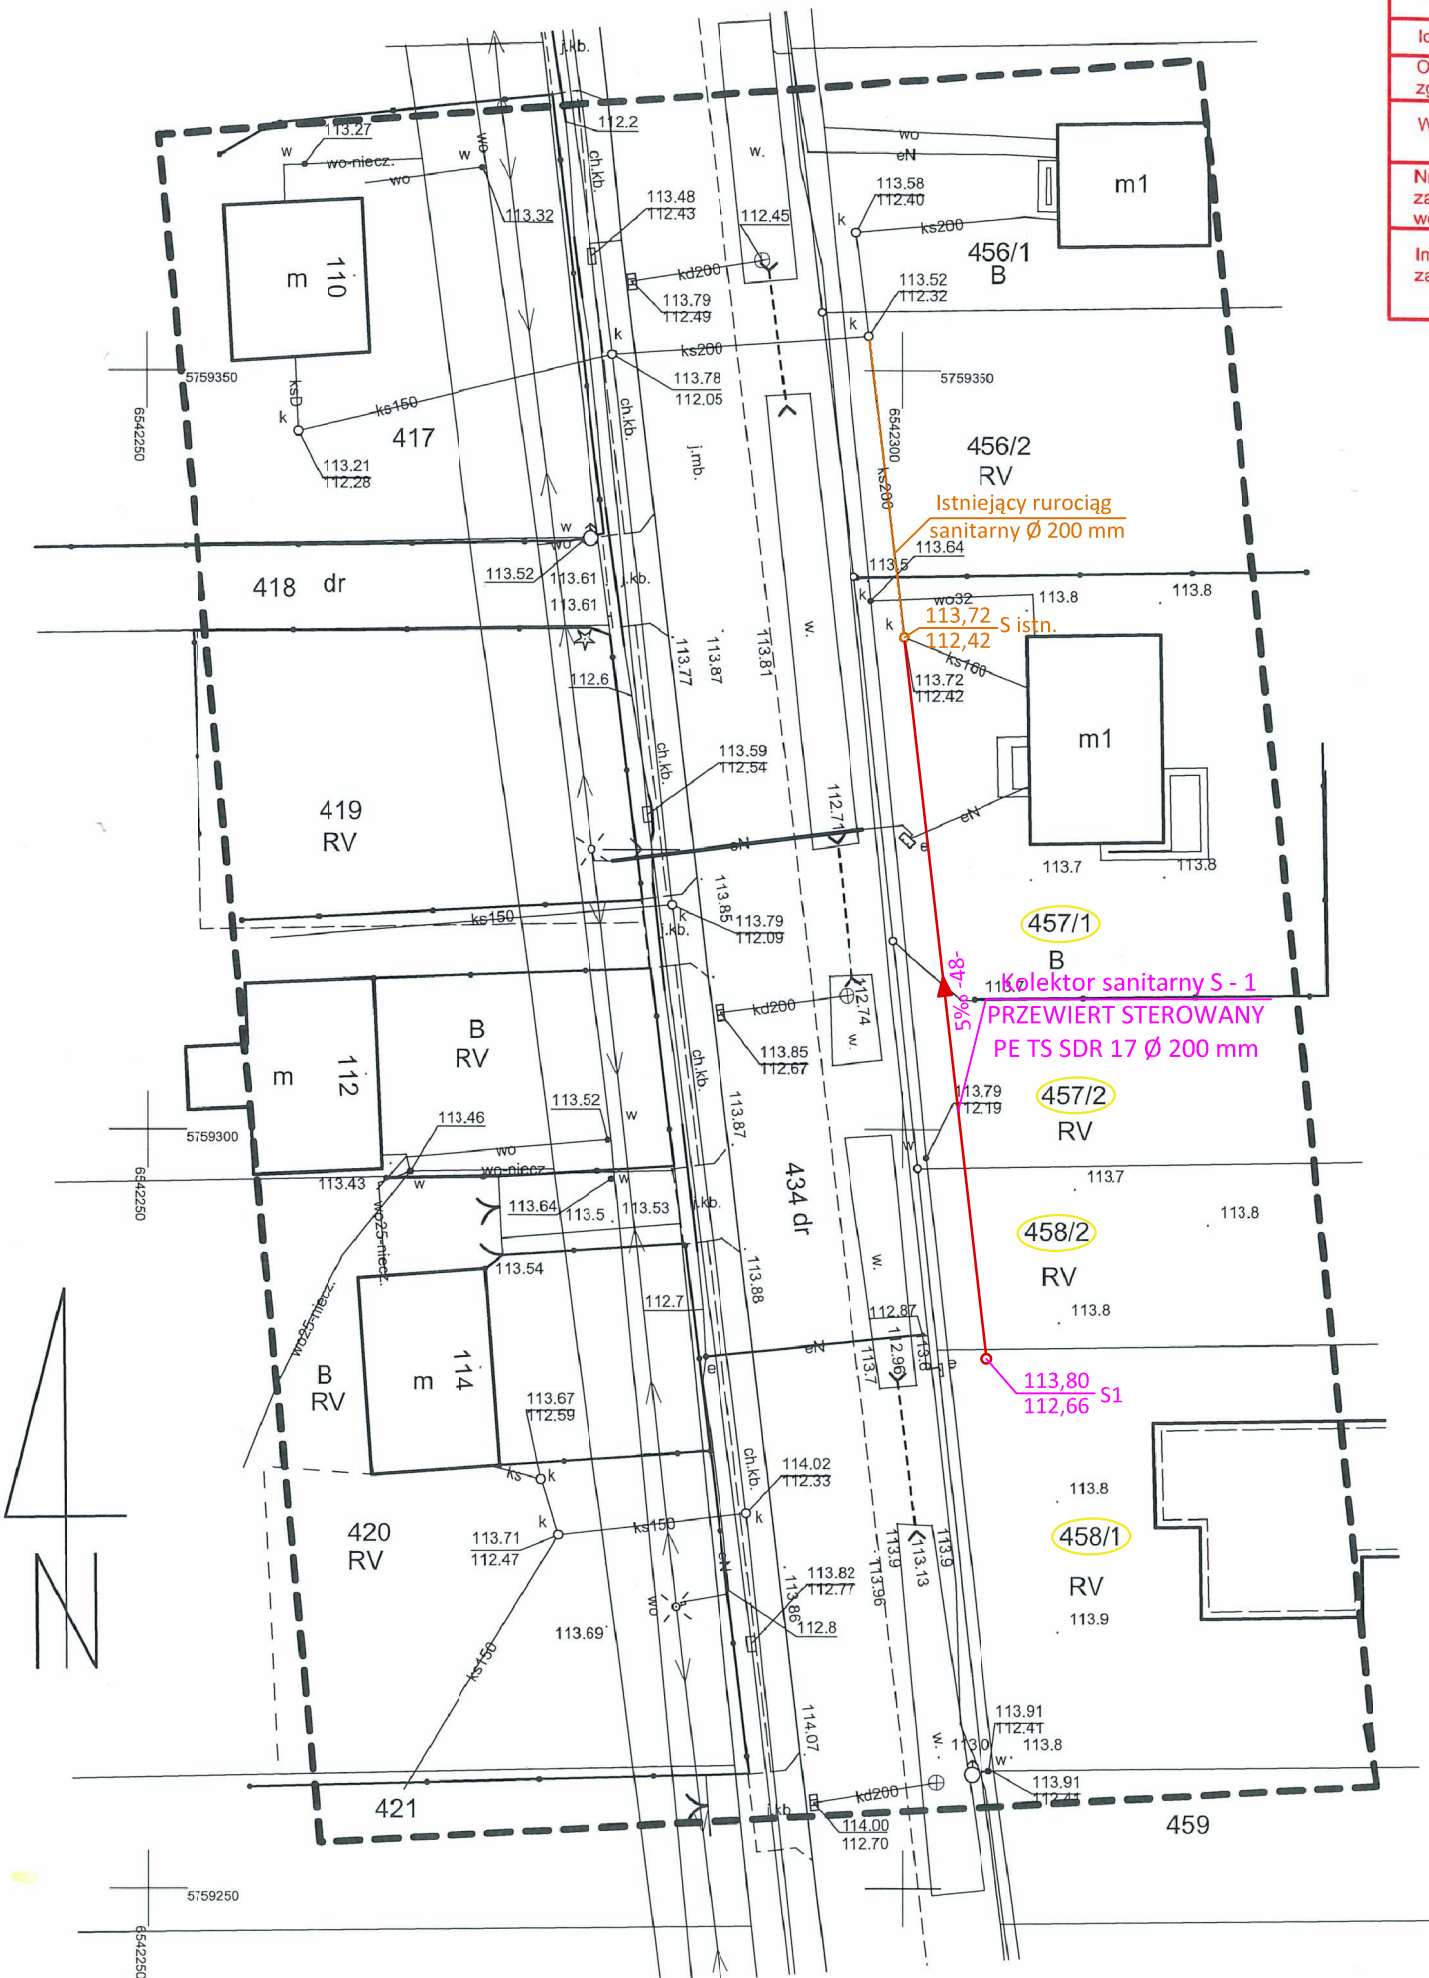 j.kb.
113.27
112.2
w
wo-niecz.
w
wo
wo
113.32
ch.kb.
w.
wo
eN
m1
113.48
112.43
112.45
113.58
112.40
k
ks200
456/1
B
m
110
kd200
113.79
112.49
113.52
112.32
k
k
ks200
5759350
6542250
113.78
112.05
5759350
6542300
ksD
ks150
k
417
ch.kb.
113.21
112.28
j.mb.
456/2
RV
ks200
Istniejący rurociąg
sanitarny Ø 200 mm
w
wo
113.52
113.64
113.5
418 dr
113.61
j.kb.
113.61
k
wo32
113.8
113.8
w.
k
113,72
112,42
S istn.
ks160
113.77
113.87
113.81
112.6
113.72
112.42
m1
113.59
112.54
ch.kb.
419
RV
112.71
eN
eN
e
113.7
113.8
113.85
ks150
k
j.kb.
113.79
112.09
457/1
B
5‰ -48-
113.7
Kolektor sanitarny S - 1
PRZEWIERT STEROWANY
PE TS SDR 17 Ø 200 mm
kd200
112.74
w.
B
RV
m
112
113.85
112.67
ch.kb.
113.79
112.19
457/2
RV
113.52
113.46
w
113.87
5759300
6542250
wo
wo-niecz.
w
113.43
w
w
113.7
113.64
113.5
113.53
j.kb.
434 dr
458/2
113.8
wo25-niecz.
wo25-niecz.
113.54
113.88
w.
RV
112.7
112.87
113.8
eN
113.7
112.96
113.8
e
e
B
RV
m
114
113,80
112,66
S1
113.67
112.59
ks
k
ch.kb.
114.02
112.33
k
113.8
420
RV
k
113.71
112.47
ks150
458/1
eN
113.9
113.13
113.9
113.96
113.82
112.77
113.86
RV
wo
113.69
112.8
113.9
ks150
114.07
113.91
112.41
w.
113.8
w
113.91
112.41
421
kd200
j.kb.
114.00
112.70
459
5759250
6542250
N
O
W